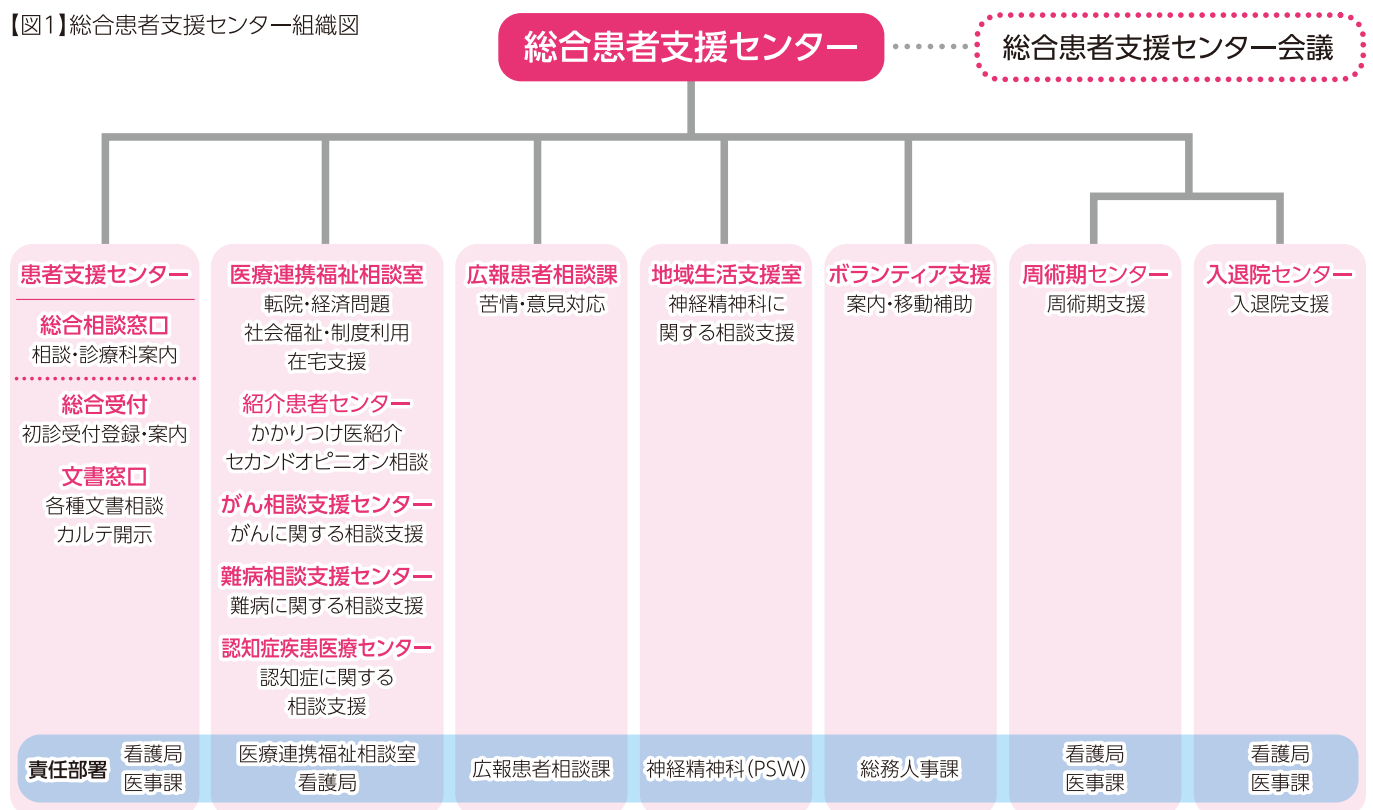 【図1】総合患者支援センター組織図
総合患者支援センター
総合患者支援センター会議
患者支援センター
総合相談窓口
相談・診療科案内
総合受付
初診受付登録・案内
文書窓口
各種文書相談
カルテ開示
医療連携福祉相談室
転院・経済問題
社会福祉・制度利用
在宅支援
紹介患者センター
かかりつけ医紹介
セカンドオピニオン相談
がん相談支援センター
がんに関する相談支援
難病相談支援センター
難病に関する相談支援
認知症疾患医療センター
認知症に関する
相談支援
広報患者相談課
苦情・意見対応
地域生活支援室
神経精神科に
関する相談支援
ボランティア支援
案内・移動補助
周術期センター
周術期支援
入退院センター
入退院支援
責任部署
看護局
医事課
医療連携福祉相談室
看護局
広報患者相談課
神経精神科(PSW)
総務人事課
看護局
医事課
看護局
医事課